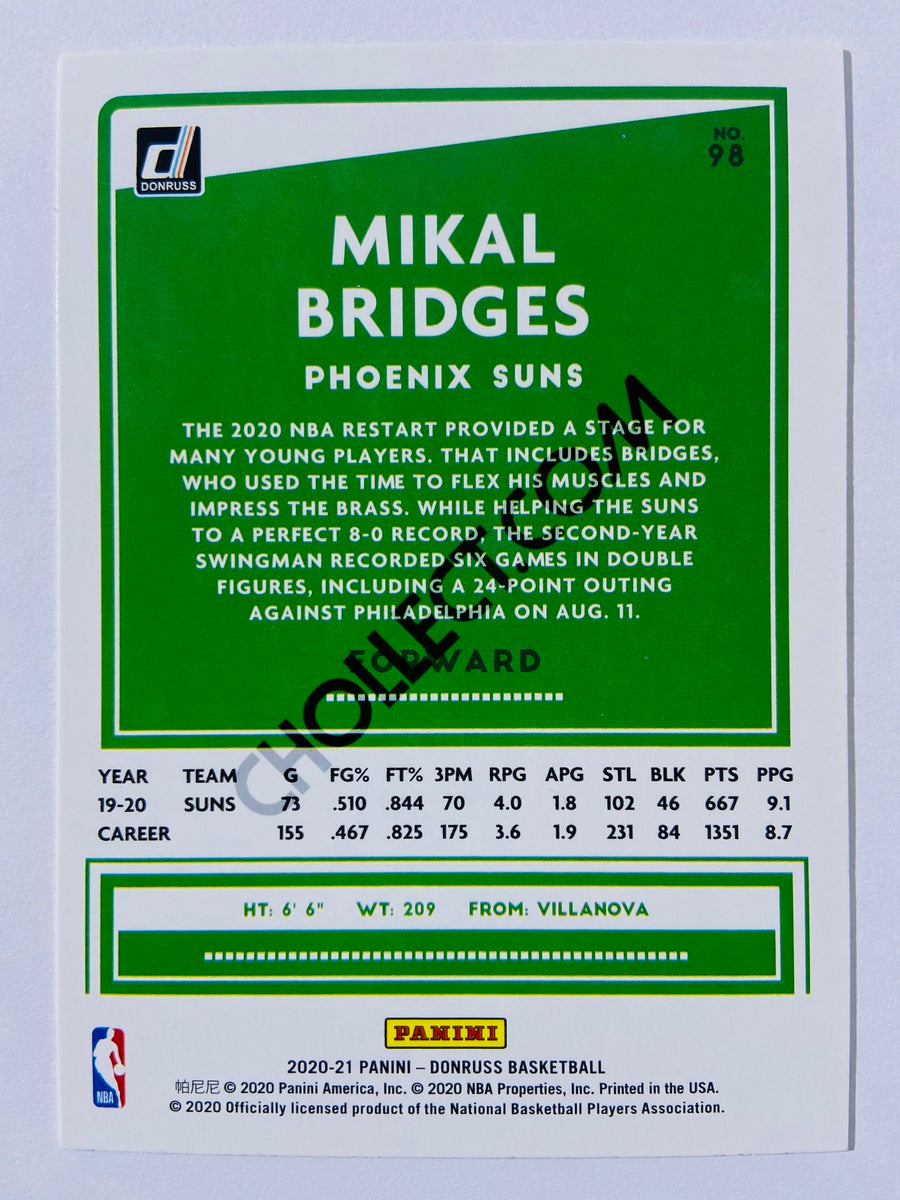 DONRUSS
NO.
98
MIKAL
BRIDGES
PHOENIX SUNS
THE 2020 NBA RESTART PROVIDED A STAGE FOR
MANY YOUNG PLAYERS. THAT INCLUDES BRIDGES,
WHO USED THE TIME TO FLEX HIS MUSCLES AND
IMPRESS THE BRASS. WHILE HELPING THE SUNS
TO A PERFECT 8-0 RECORD, THE SECOND-YEAR
SWINGMAN RECORDED SIX GAMES IN DOUBLE
FIGURES, INCLUDING A 24-POINT OUTING
AGAINST PHILADELPHIA ON AUG. 11.
FORWARD
CHOLLECT.COM
YEAR TEAM G FG% FT% 3PM RPG APG STL BLK PTS PPG
19-20 SUNS 73 .510 .844 70 4.0 1.8 102 46 667 9.1
CAREER 155 .467 .825 175 3.6 1.9 231 84 1351 8.7
HT: 6' 6" WT: 209 FROM: VILLANOVA
PANINI
NBA
2020-21 PANINI – DONRUSS BASKETBALL
帕尼尼 © 2020 Panini America, Inc. © 2020 NBA Properties, Inc. Printed in the USA.
© 2020 Officially licensed product of the National Basketball Players Association.